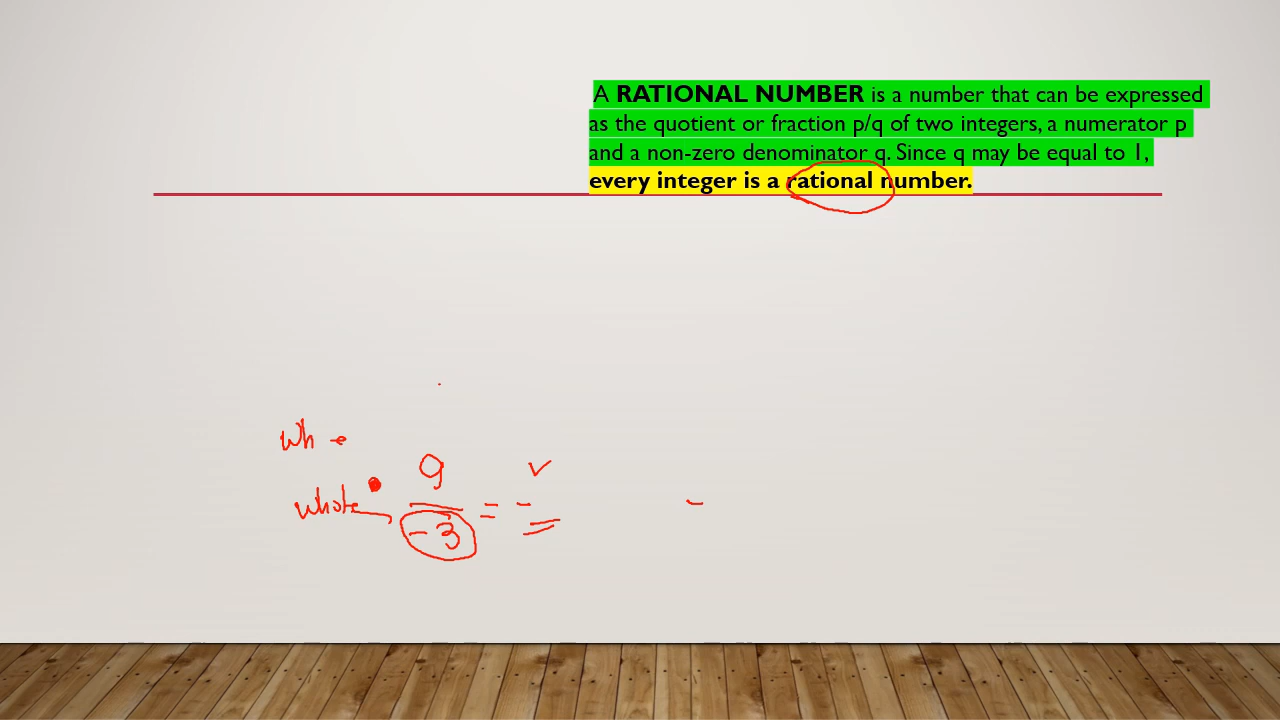 A RATIONAL NUMBER is a number that can be expressed
as the quotient or fraction p/q of two integers, a numerator p
and a non-zero denominator q. Since q may be equal to 1,
every integer is a rational number.
Wh
9
whole
= -
-3